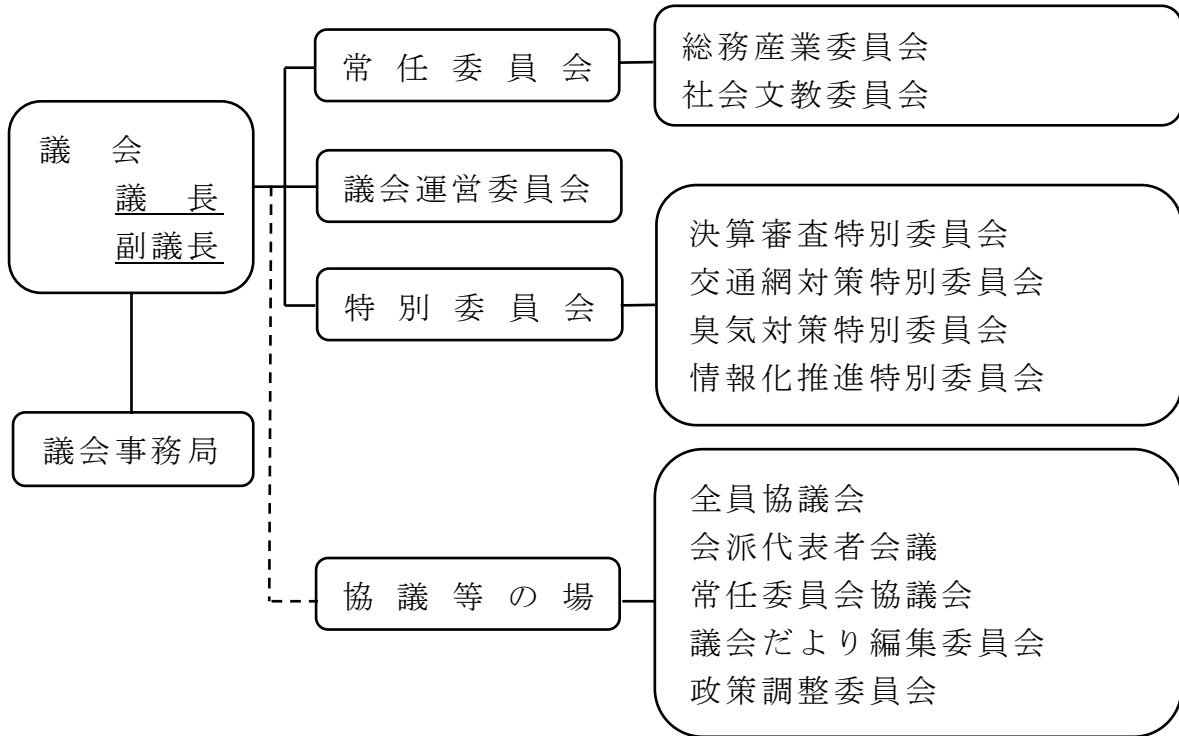 議会
議長
副議長
議会事務局
常任委員会
総務産業委員会
社会文教委員会
議会運営委員会
特別委員会
決算審査特別委員会
交通網対策特別委員会
臭気対策特別委員会
情報化推進特別委員会
協議等の場
全員協議会
会派代表者会議
常任委員会協議会
議会だより編集委員会
政策調整委員会